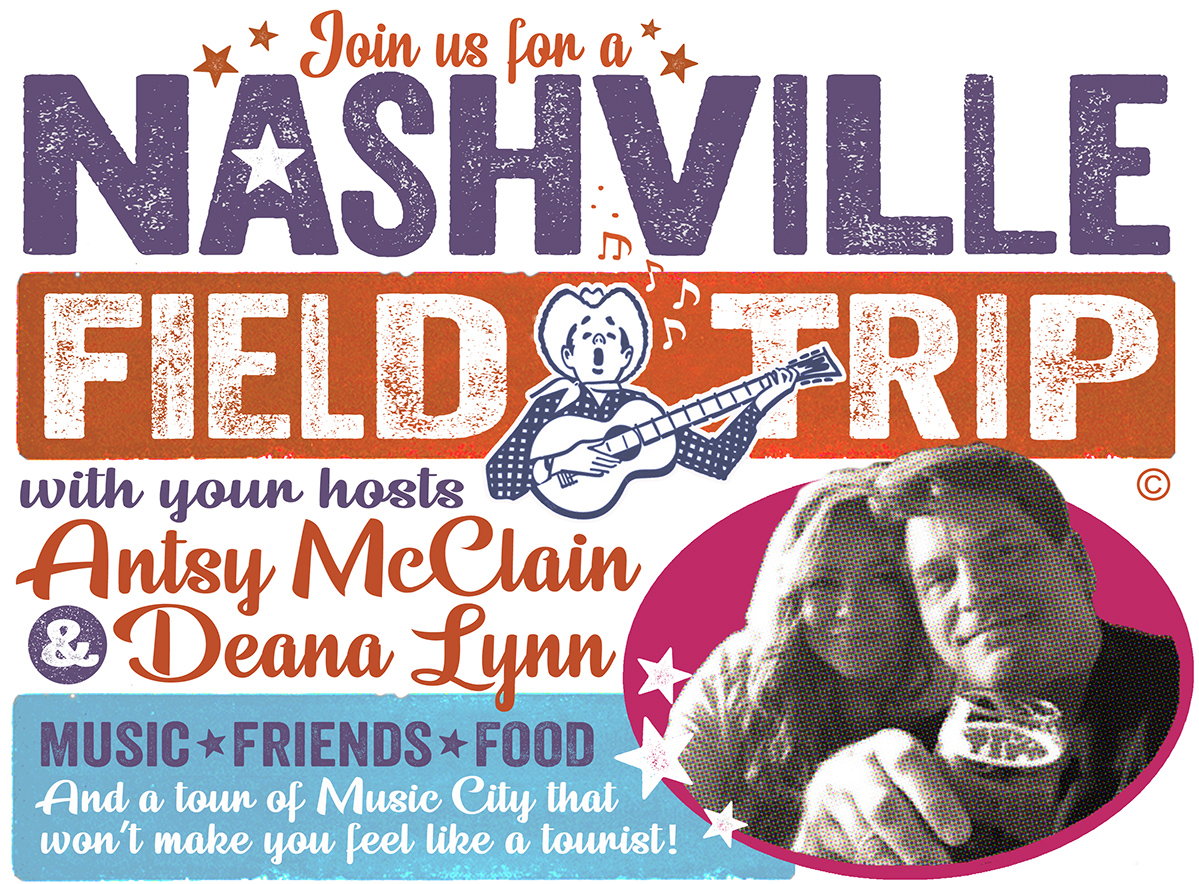 Join us for a
NASHVILLE
FIELD TRIP
©
with your hosts
Antsy McClain
& Deana Lynn
MUSIC ★ FRIENDS ★ FOOD
And a tour of Music City that
won't make you feel like a tourist!